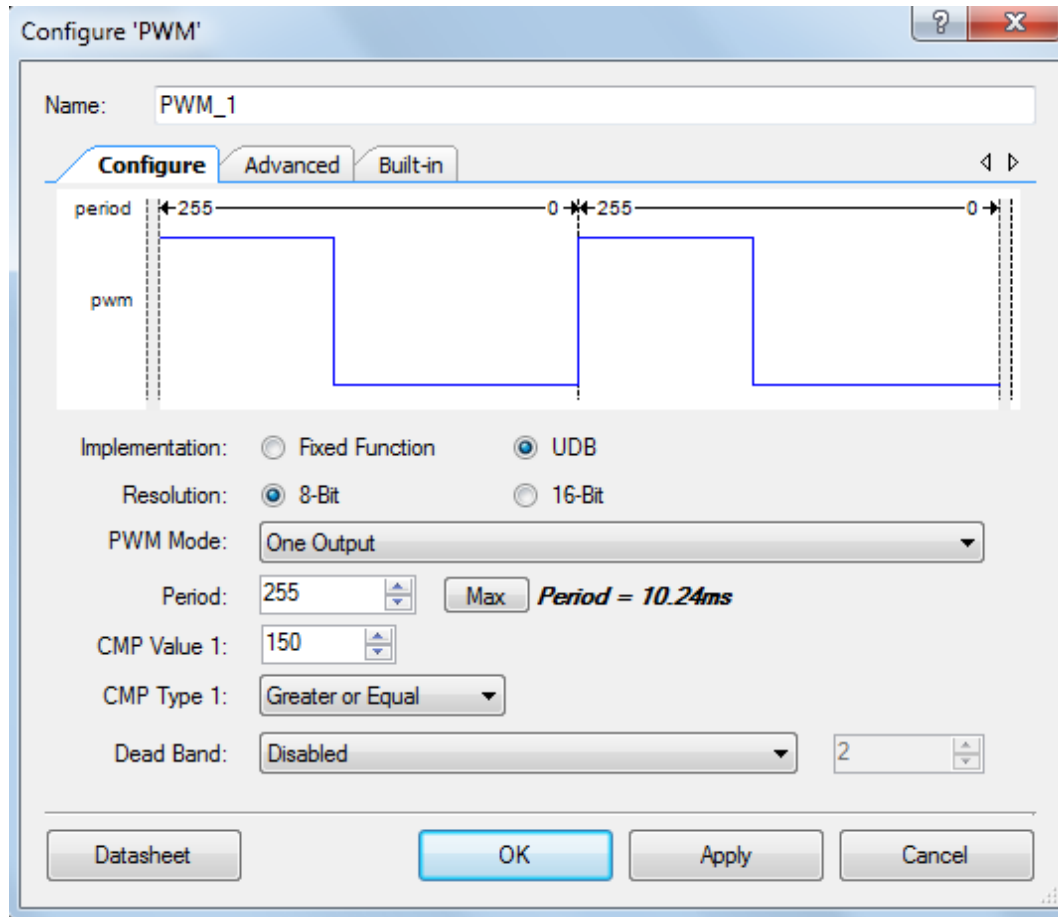 Configure 'PWM'
Name: PWM_1
Configure Advanced Built-in
period 255 0 255 0
pwm
Implementation: Fixed Function UDB
Resolution: 8-Bit 16-Bit
PWM Mode: One Output
Period: 255 Max Period = 10.24ms
CMP Value 1: 150
CMP Type 1: Greater or Equal
Dead Band: Disabled 2
Datasheet OK Apply Cancel